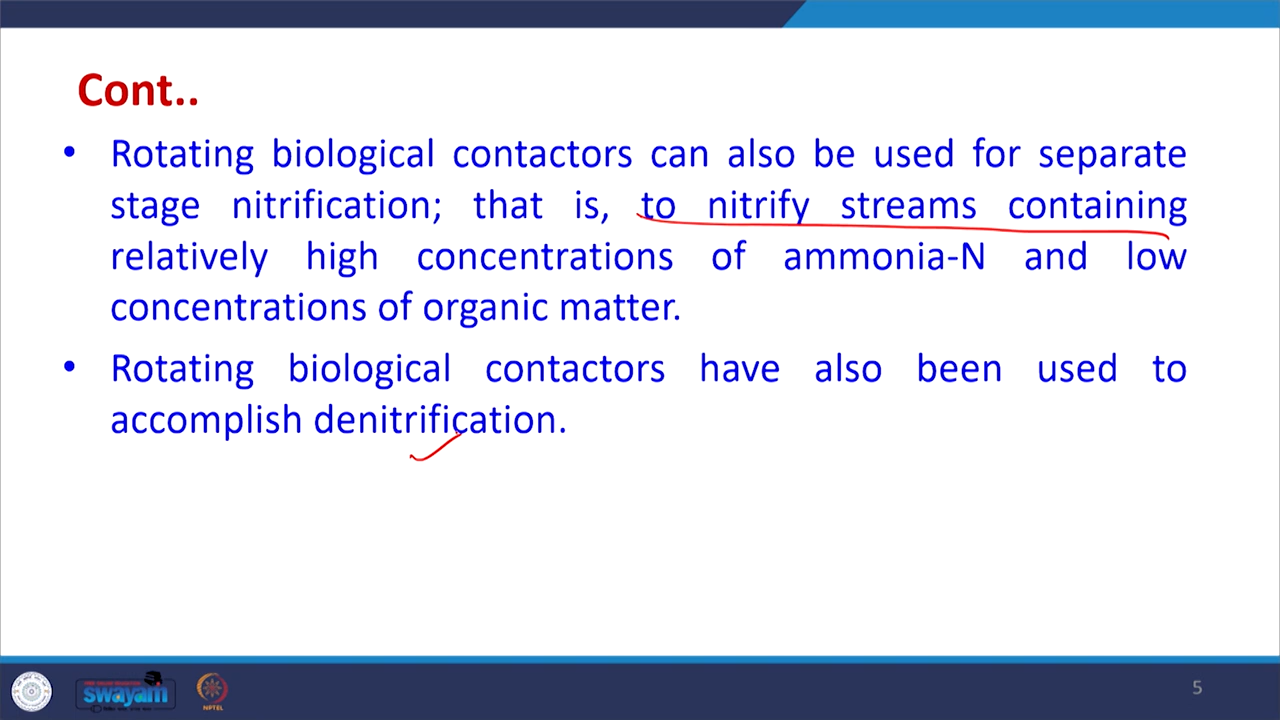 Cont..
• Rotating biological contactors can also be used for separate
stage nitrification; that is, to nitrify streams containing
relatively high concentrations of ammonia-N and low
concentrations of organic matter.
• Rotating biological contactors have also been used to
accomplish denitrification.
swayam
NPTEL
5